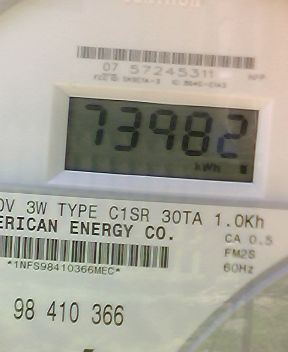 07 57245311
73982
kWh
0V 3W TYPE C1SR 30TA 1.0Kh
ERICAN ENERGY CO.
CA 0.5
FM2S
60Hz
*1NFS98410366MEC*
98 410 366